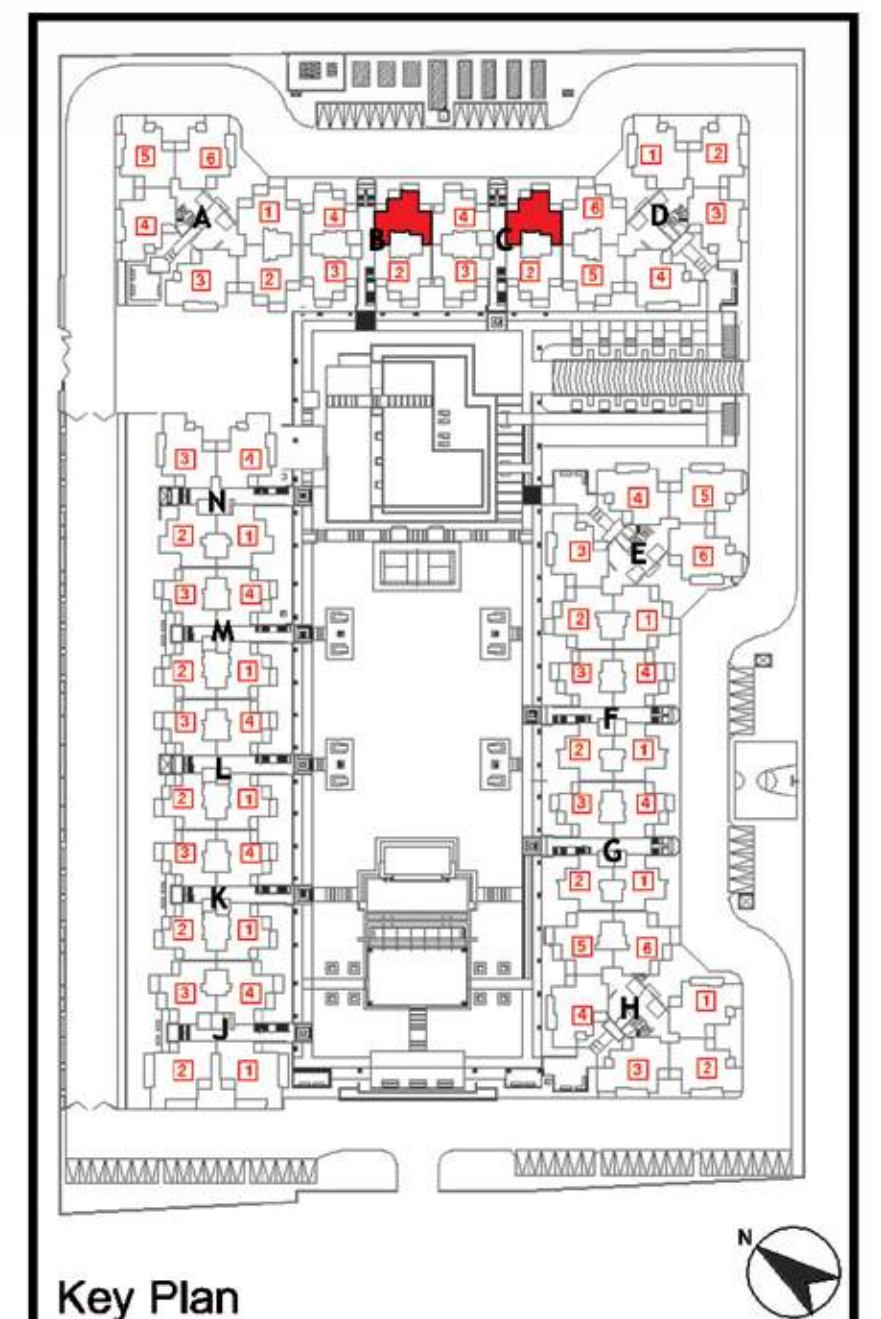 5 6 1 2
4 A 1 4 4 6 D 3
B C
3 2 3 2 3 2 5 4
3 4
N 4 5
2 1 3 E 6
3 4 2 1
M
2 1 3 4
F
3 4 2 1
L
2 1 3 4
G
3 4 2 1
K
2 1 5 6
3 4 4 H 1
J
2 1 3 2
N
Key Plan